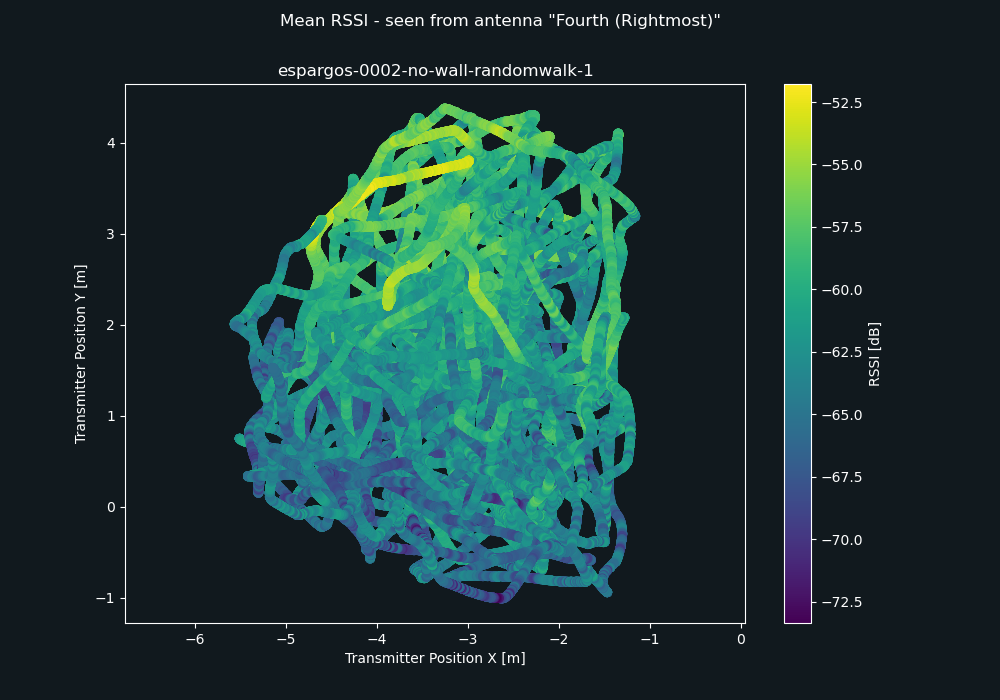 Mean RSSI - seen from antenna "Fourth (Rightmost)"
espargos-0002-no-wall-randomwalk-1
4
3
2
1
0
−1
Transmitter Position Y [m]
−6 −5 −4 −3 −2 −1 0
Transmitter Position X [m]
−52.5
−55.0
−57.5
−60.0
−62.5
−65.0
−67.5
−70.0
−72.5
RSSI [dB]